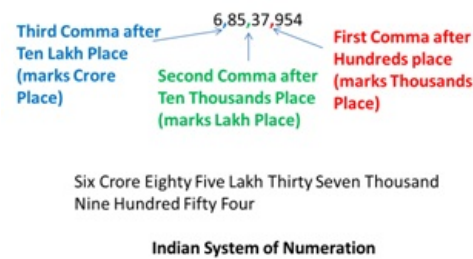 6,85,37,954
Third Comma after
Ten Lakh Place
(marks Crore
Place)
Second Comma after
Ten Thousands Place
(marks Lakh Place)
First Comma after
Hundreds place
(marks Thousands
Place)
Six Crore Eighty Five Lakh Thirty Seven Thousand
Nine Hundred Fifty Four
Indian System of Numeration